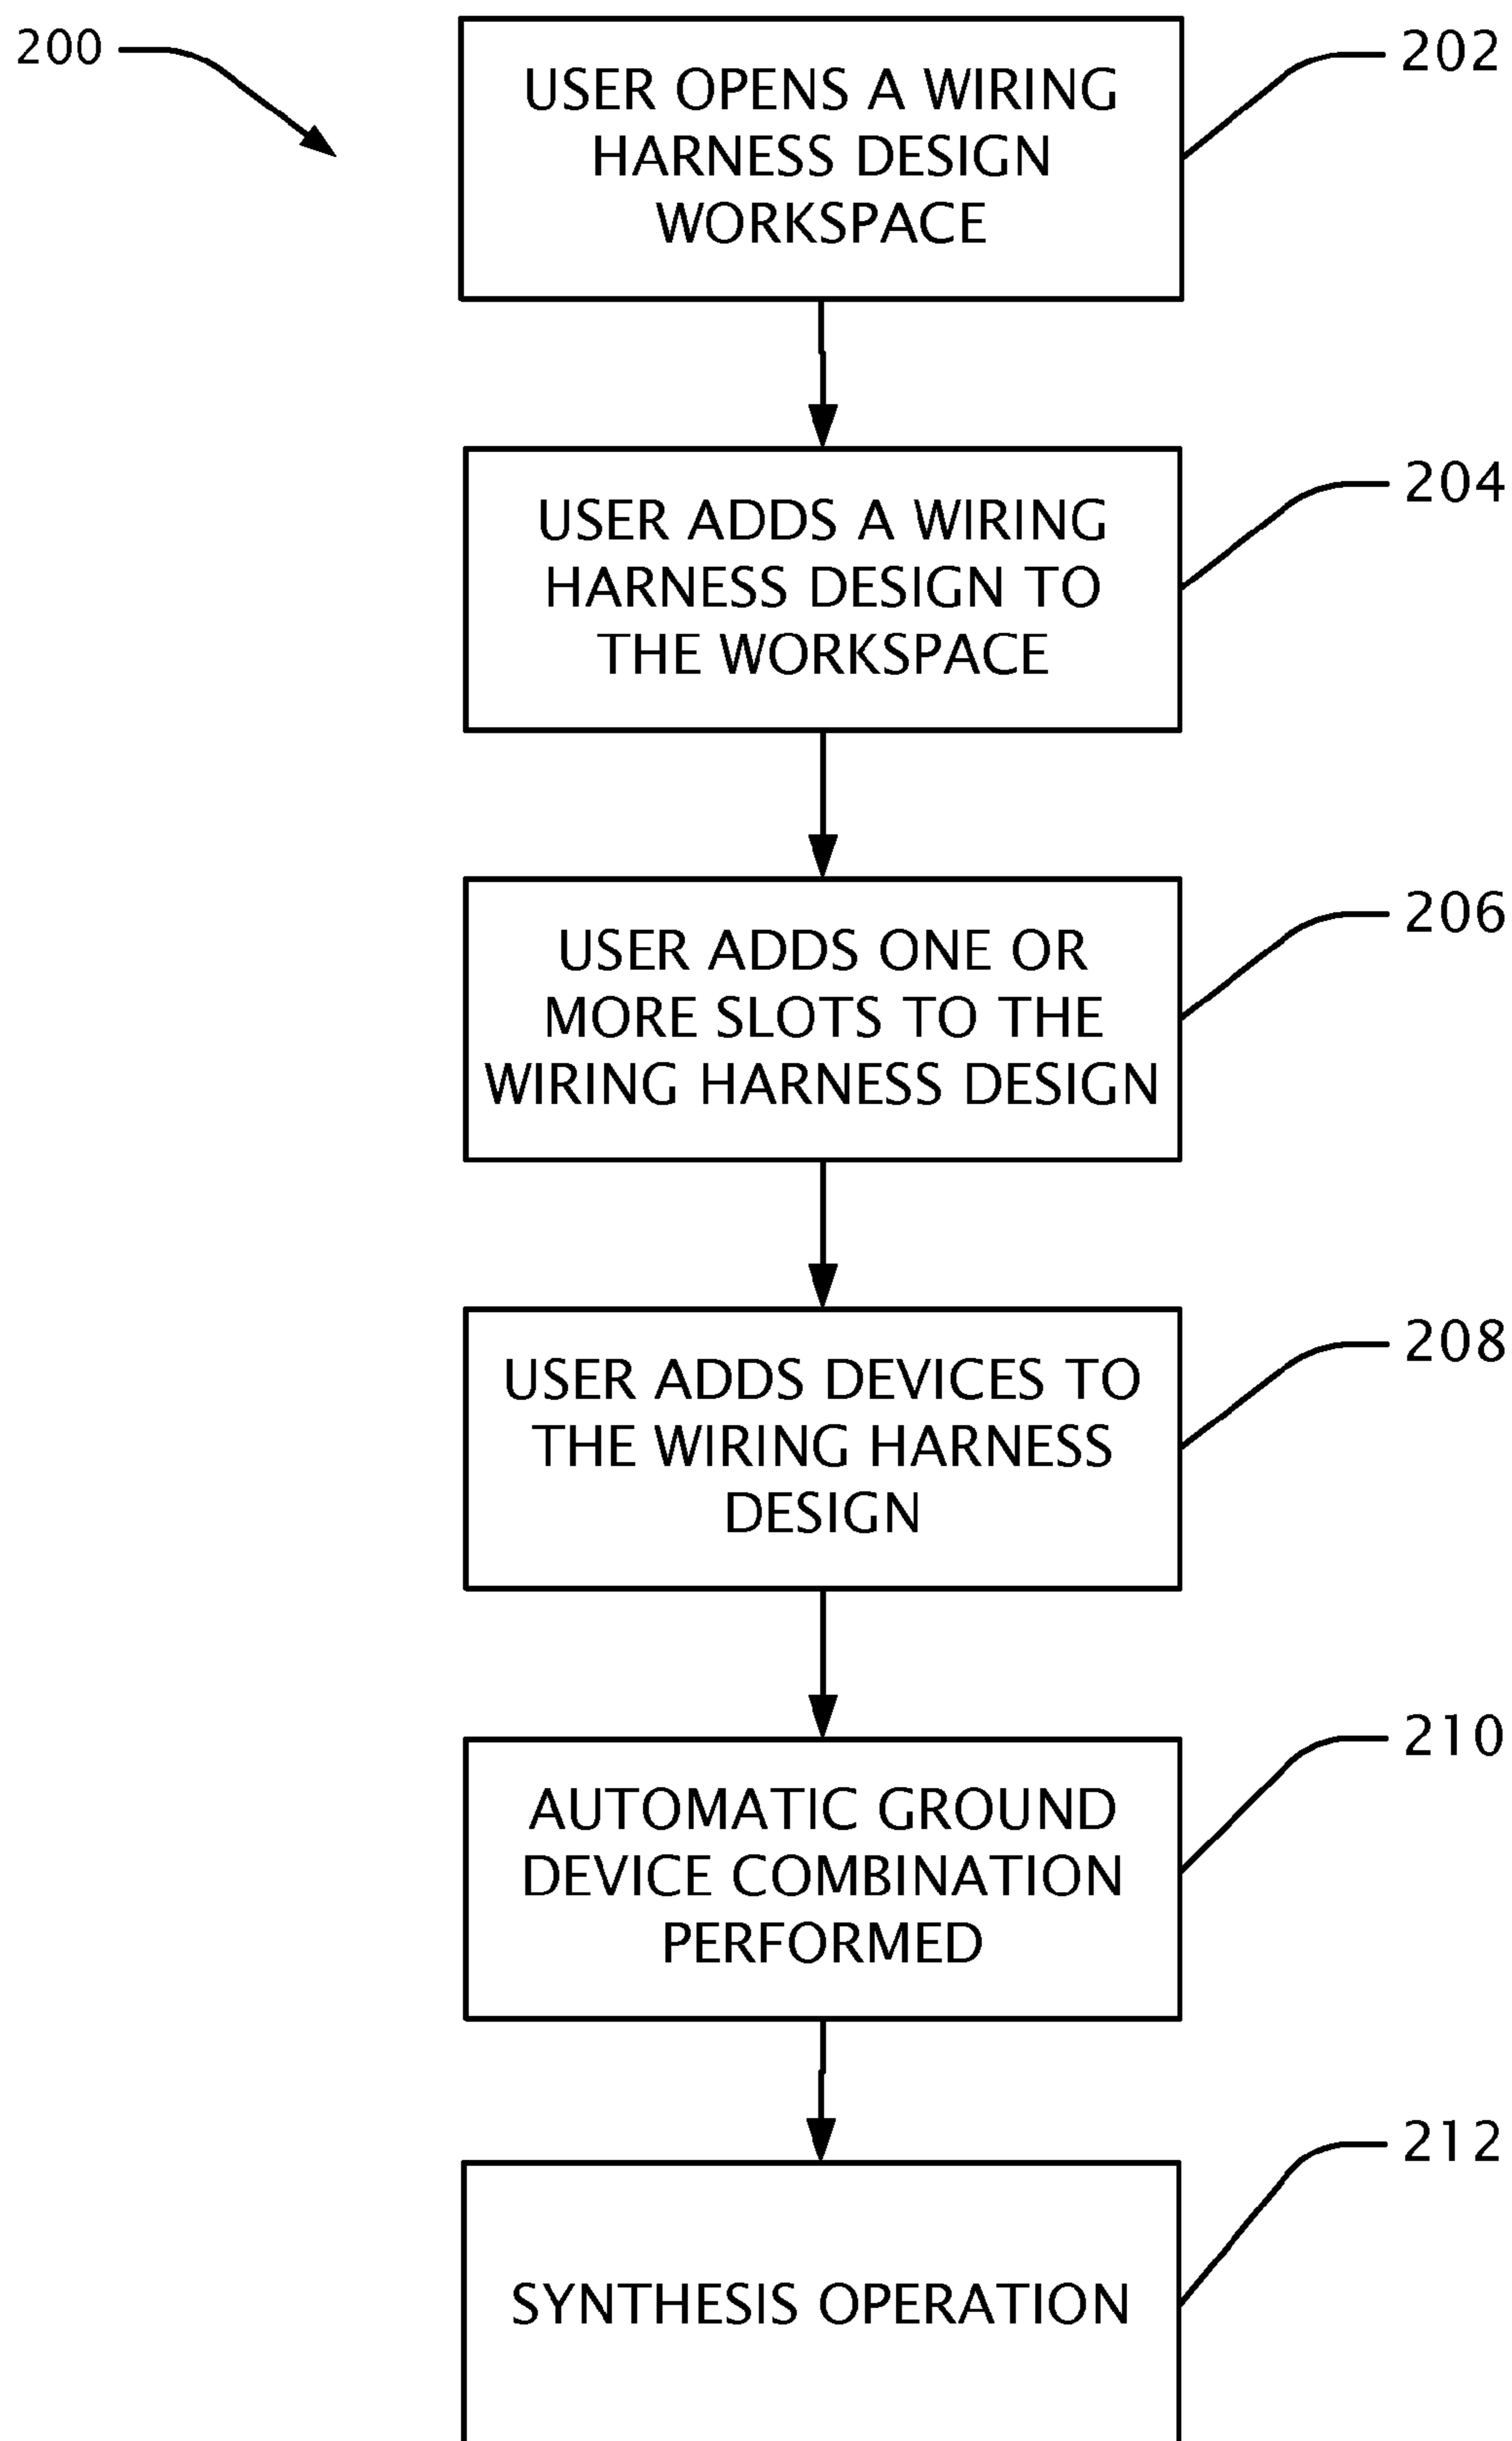 200
202
USER OPENS A WIRING
HARNESS DESIGN
WORKSPACE
204
USER ADDS A WIRING
HARNESS DESIGN TO
THE WORKSPACE
206
USER ADDS ONE OR
MORE SLOTS TO THE
WIRING HARNESS DESIGN
208
USER ADDS DEVICES TO
THE WIRING HARNESS
DESIGN
210
AUTOMATIC GROUND
DEVICE COMBINATION
PERFORMED
212
SYNTHESIS OPERATION